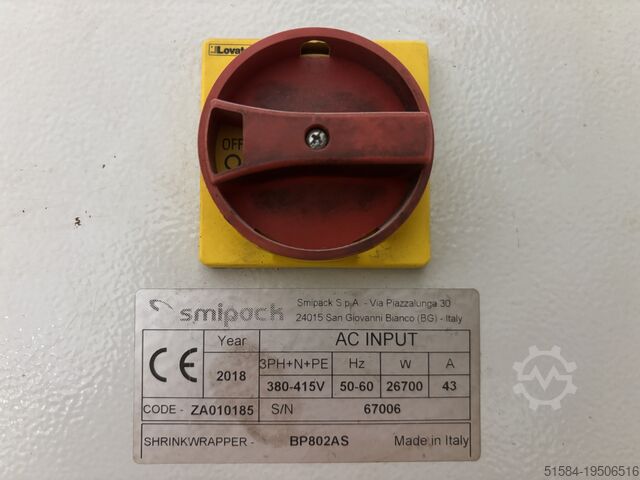 Lovat
OFF
smipack
Smipack S.p.A. - Via Piazzalunga 30
24015 San Giovanni Bianco (BG) - Italy
CE
Year
AC INPUT
2018
3PH+N+PE Hz W A
380-415V 50-60 26700 43
CODE - ZA010185 S/N 67006
SHRINKWRAPPER - BP802AS Made in Italy
51584-19506516